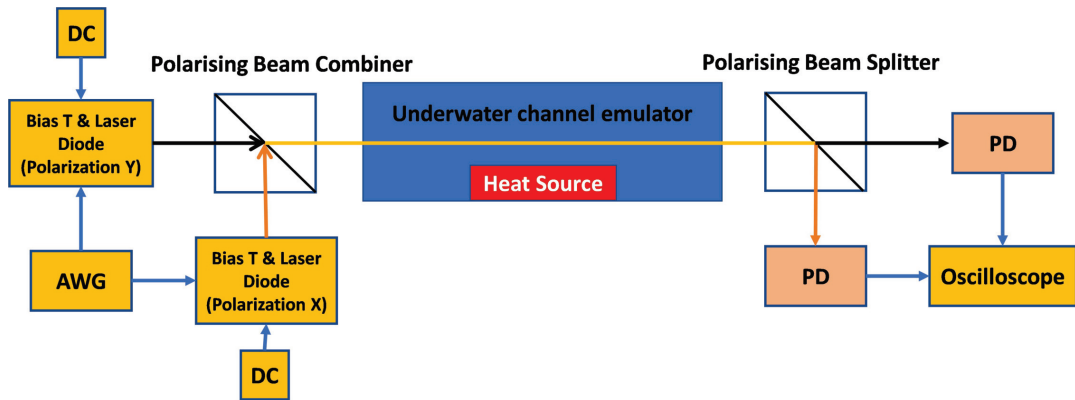 DC
Polarising Beam Combiner
Polarising Beam Splitter
Bias T & Laser
Diode
(Polarization Y)
Underwater channel emulator
PD
Heat Source
AWG
Bias T & Laser
Diode
(Polarization X)
PD
Oscilloscope
DC